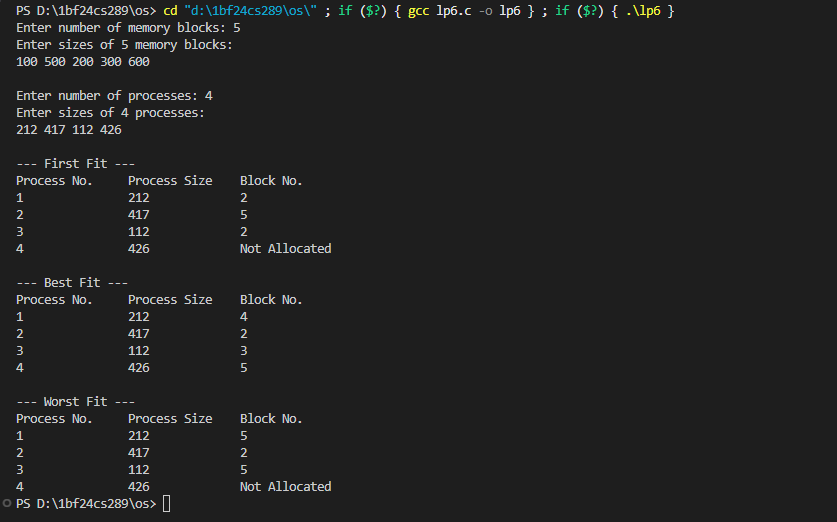 PS D:\1bf24cs289\os> cd "d:\1bf24cs289\os\" ; if ($?) { gcc lp6.c -o lp6 } ; if ($?) { .\lp6 }
Enter number of memory blocks: 5
Enter sizes of 5 memory blocks:
100 500 200 300 600

Enter number of processes: 4
Enter sizes of 4 processes:
212 417 112 426

--- First Fit ---
Process No.     Process Size    Block No.
1               212             2
2               417             5
3               112             2
4               426             Not Allocated

--- Best Fit ---
Process No.     Process Size    Block No.
1               212             4
2               417             2
3               112             3
4               426             5

--- Worst Fit ---
Process No.     Process Size    Block No.
1               212             5
2               417             2
3               112             5
4               426             Not Allocated
PS D:\1bf24cs289\os>